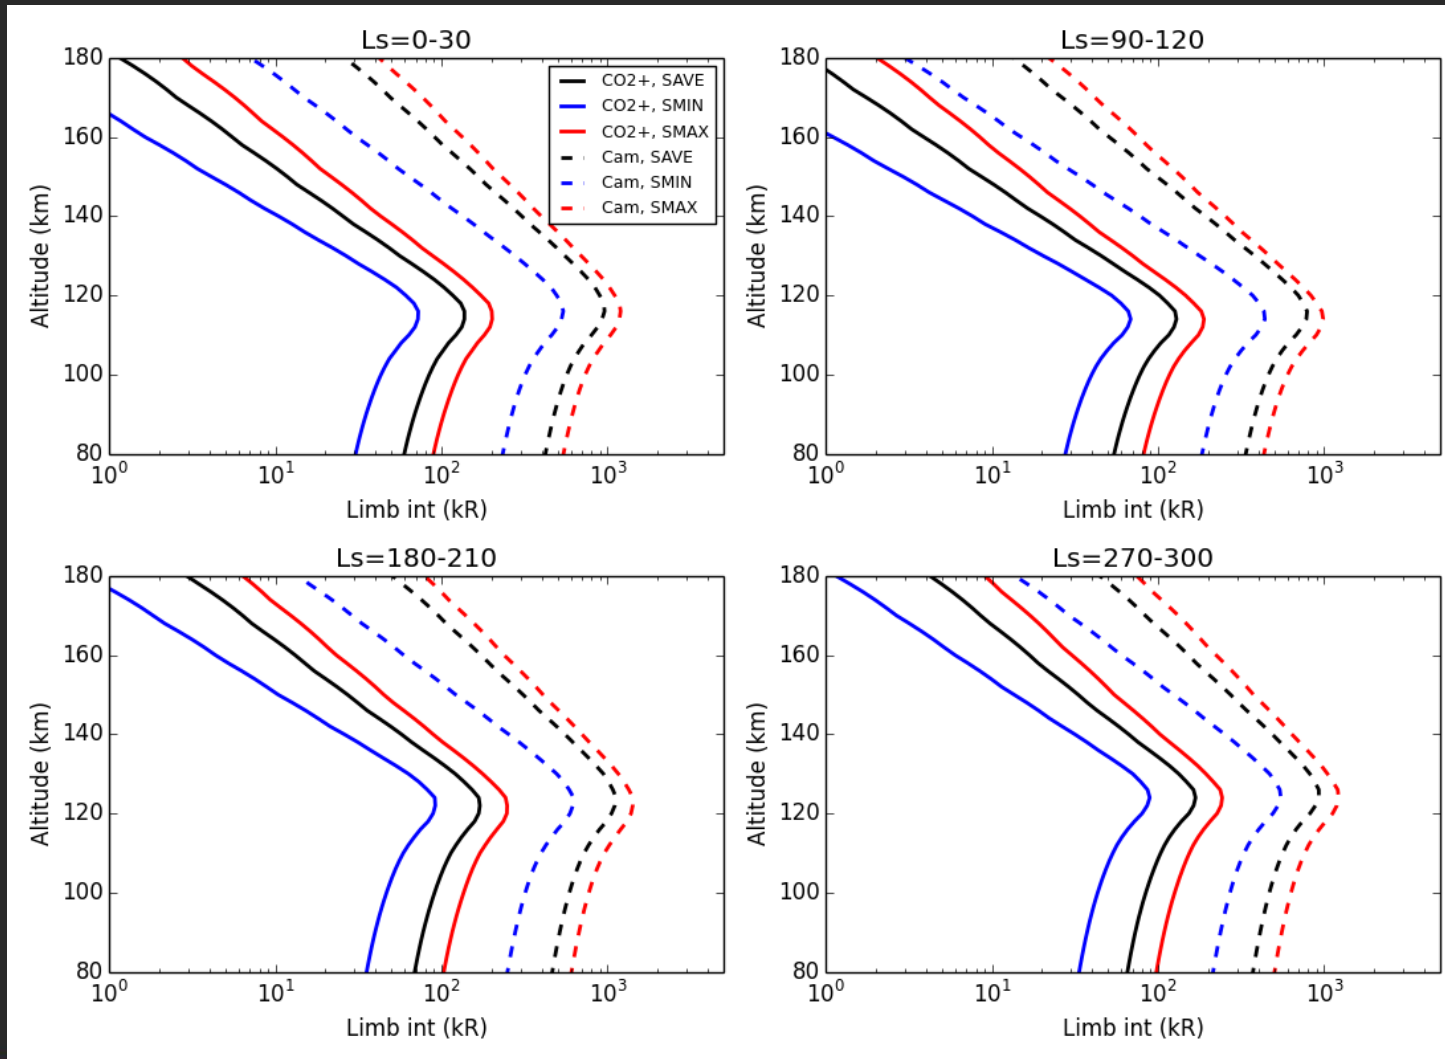 Ls=0-30
180
160
140
120
100
80
Altitude (km)
CO2+, SAVE
CO2+, SMIN
CO2+, SMAX
Cam, SAVE
Cam, SMIN
Cam, SMAX
10⁰ 10¹ 10² 10³
Limb int (kR)
Ls=90-120
180
160
140
120
100
80
Altitude (km)
10⁰ 10¹ 10² 10³
Limb int (kR)
Ls=180-210
180
160
140
120
100
80
Altitude (km)
10⁰ 10¹ 10² 10³
Limb int (kR)
Ls=270-300
180
160
140
120
100
80
Altitude (km)
10⁰ 10¹ 10² 10³
Limb int (kR)